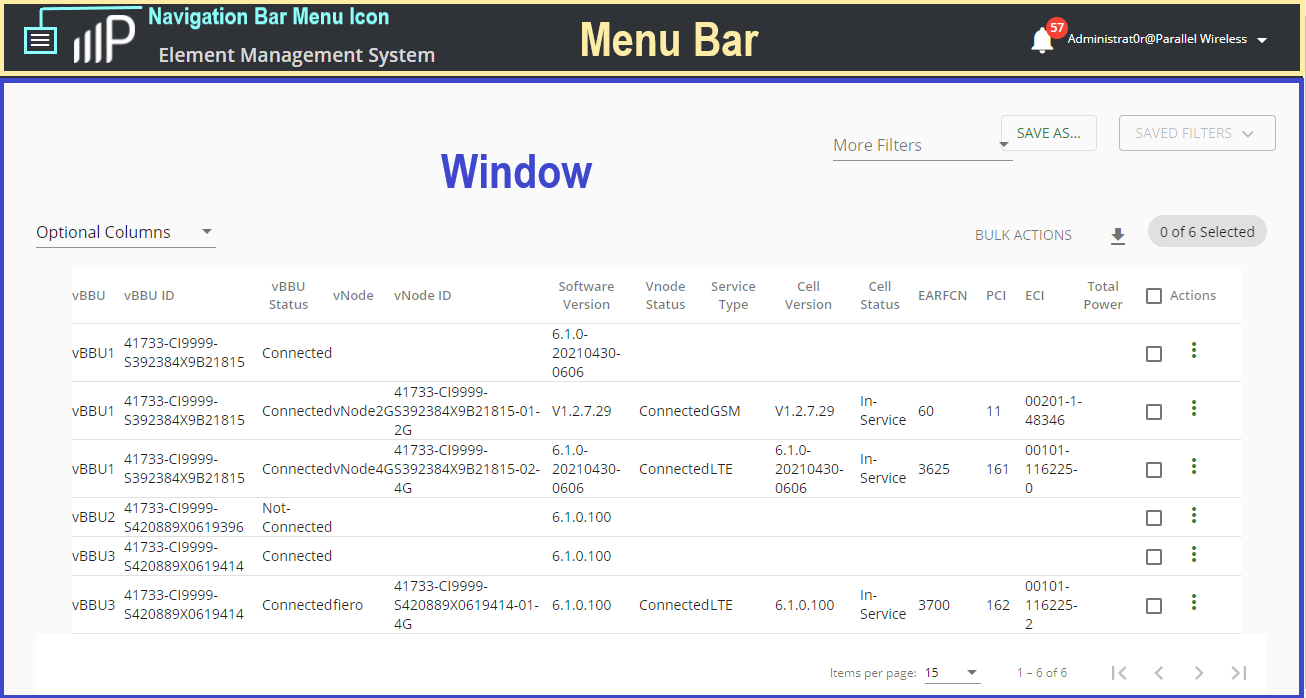 Navigation Bar Menu Icon
Element Management System
Menu Bar
57
Administrat0r@Parallel Wireless
Window
More Filters
SAVE AS...
SAVED FILTERS
Optional Columns
BULK ACTIONS
0 of 6 Selected
vBBU vBBU ID vBBU Status vNode vNode ID Software Version Vnode Status Service Type Cell Version Cell Status EARFCN PCI ECI Total Power Actions
vBBU1 41733-CI9999-S392384X9B21815 Connected 6.1.0-20210430-0606
vBBU1 41733-CI9999-S392384X9B21815 Connected vNode2G 41733-CI9999-S392384X9B21815-01-2G V1.2.7.29 Connected GSM V1.2.7.29 In-Service 60 11 00201-1-48346
vBBU1 41733-CI9999-S392384X9B21815 Connected vNode4G 41733-CI9999-S392384X9B21815-02-4G 6.1.0-20210430-0606 Connected LTE 6.1.0-20210430-0606 In-Service 3625 161 00101-116225-0
vBBU2 41733-CI9999-S420889X0619396 Not-Connected 6.1.0.100
vBBU3 41733-CI9999-S420889X0619414 Connected 6.1.0.100
vBBU3 41733-CI9999-S420889X0619414 Connected fiero 41733-CI9999-S420889X0619414-01-4G 6.1.0.100 Connected LTE 6.1.0.100 In-Service 3700 162 00101-116225-2
Items per page: 15 1 – 6 of 6